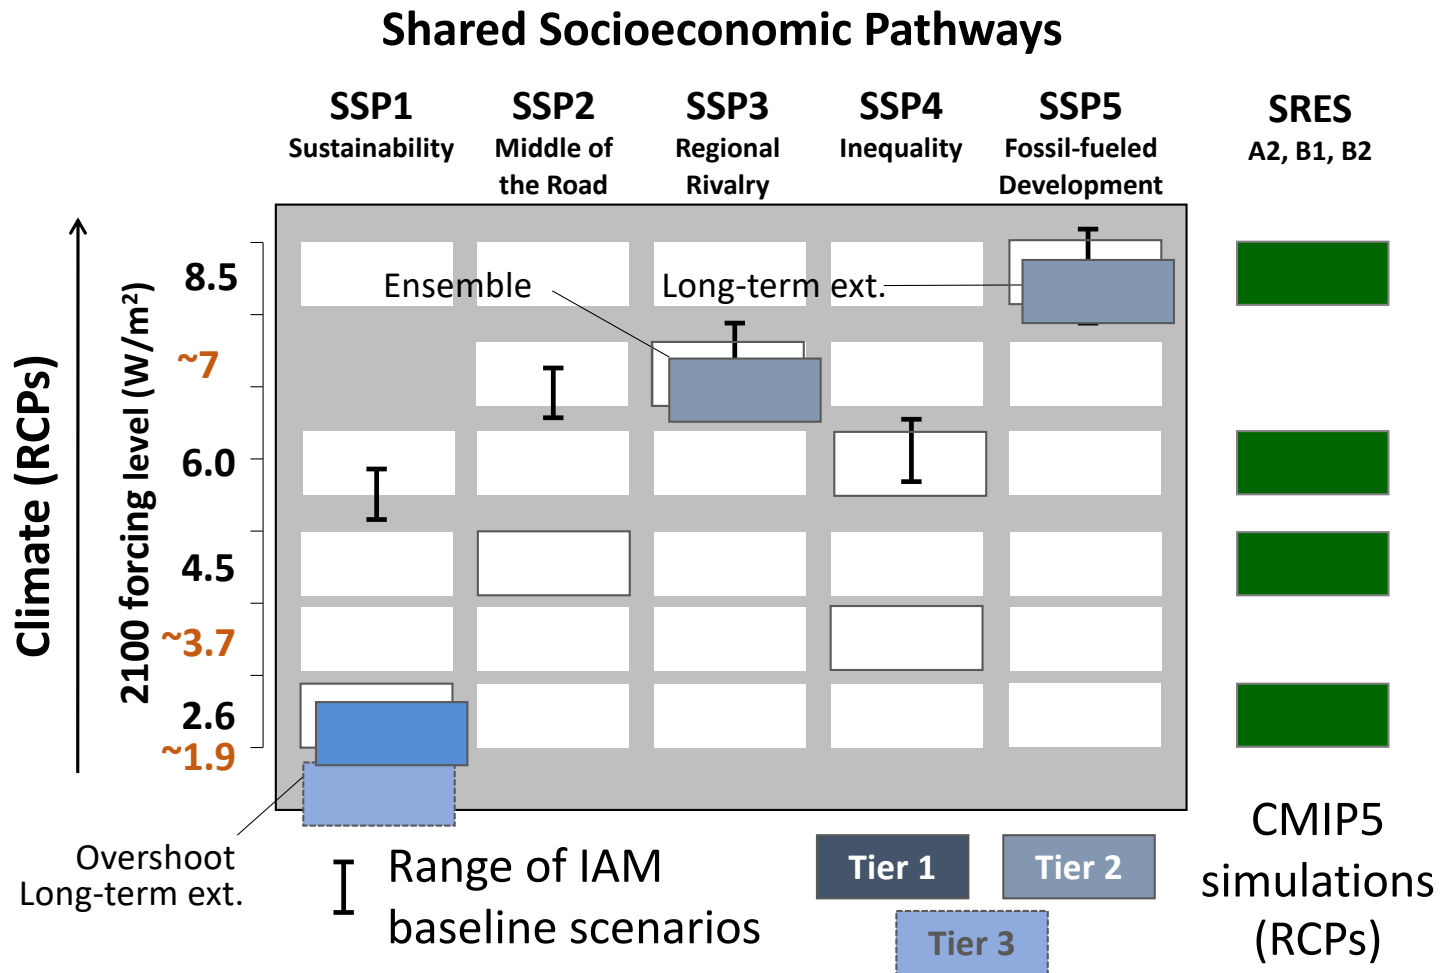 Shared Socioeconomic Pathways
SSP1
Sustainability
SSP2
Middle of
the Road
SSP3
Regional
Rivalry
SSP4
Inequality
SSP5
Fossil-fueled
Development
SRES
A2, B1, B2
Climate (RCPs)
2100 forcing level (W/m²)
8.5
~7
6.0
4.5
~3.7
2.6
~1.9
Ensemble
Long-term ext.
Overshoot
Long-term ext.
Range of IAM
baseline scenarios
Tier 1
Tier 2
Tier 3
CMIP5
simulations
(RCPs)